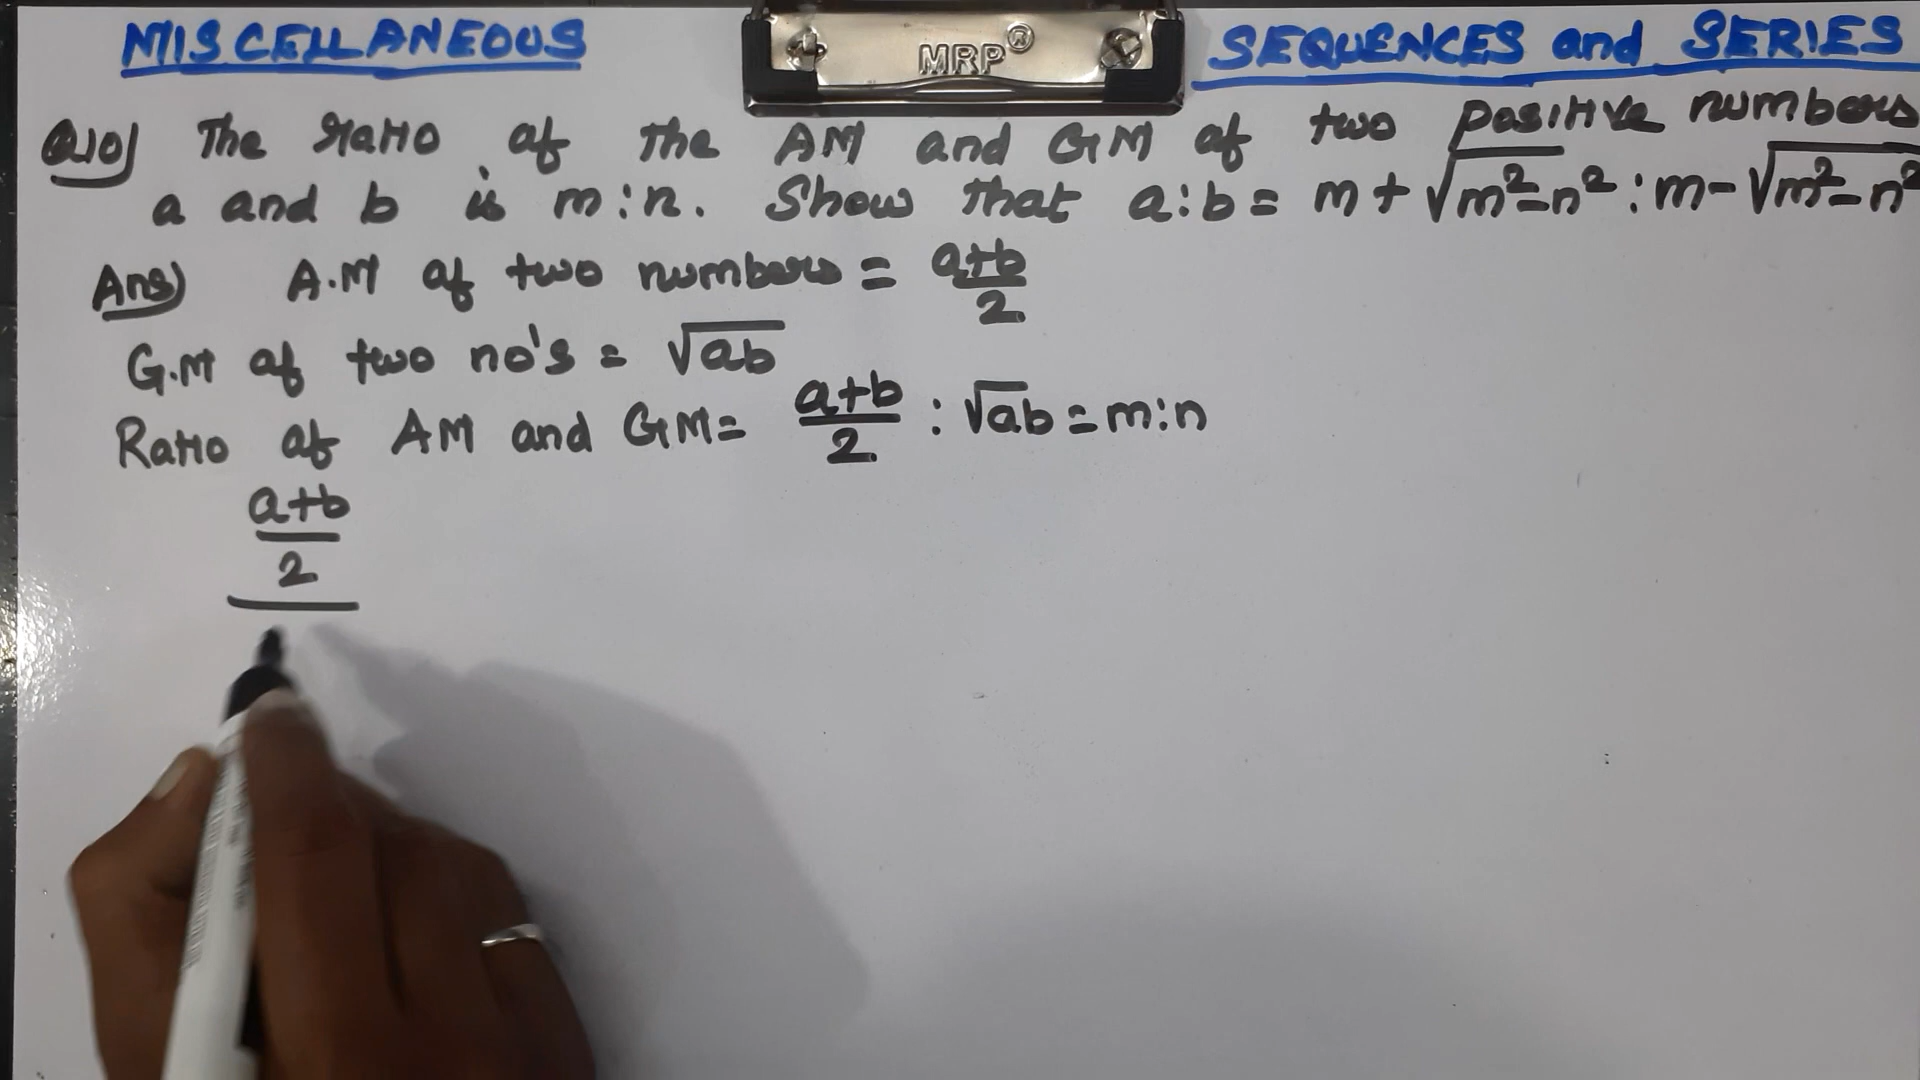 MISCELLANEOUS
MRP®
SEQUENCES and SERIES
Q10) The ratio of the AM and GM of two positive numbers
a and b is m:n. Show that a:b = m+√m²-n² : m-√m²-n²
Ans) A.M of two numbers = a+b/2
G.M of two no's = √ab
Ratio of AM and GM = a+b/2 : √ab = m:n
a+b
2